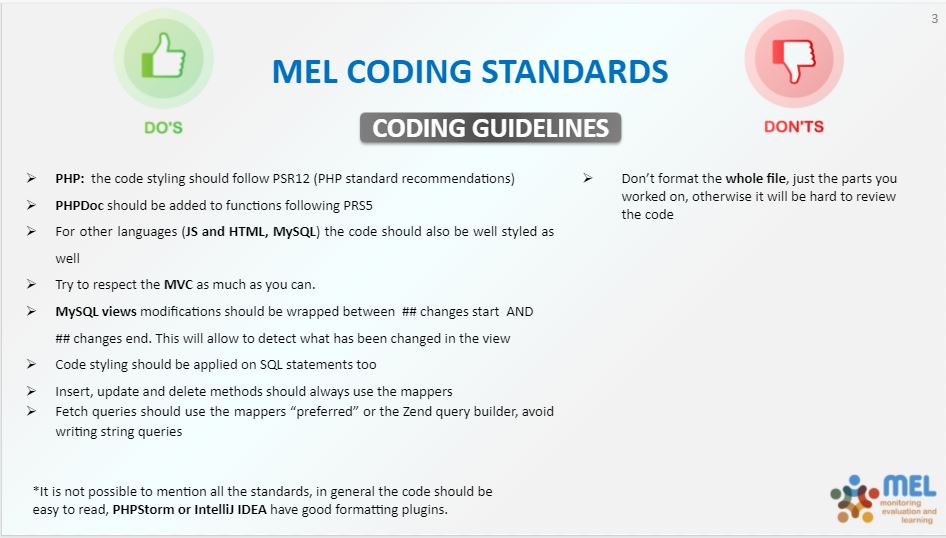 3
MEL CODING STANDARDS
DO'S
DON'TS
CODING GUIDELINES
➢ PHP: the code styling should follow PSR12 (PHP standard recommendations)
➢ PHPDoc should be added to functions following PRS5
➢ For other languages (JS and HTML, MySQL) the code should also be well styled as
well
➢ Try to respect the MVC as much as you can.
➢ MySQL views modifications should be wrapped between ## changes start AND
## changes end. This will allow to detect what has been changed in the view
➢ Code styling should be applied on SQL statements too
➢ Insert, update and delete methods should always use the mappers
➢ Fetch queries should use the mappers “preferred” or the Zend query builder, avoid
writing string queries
➢ Don’t format the whole file, just the parts you
worked on, otherwise it will be hard to review
the code
*It is not possible to mention all the standards, in general the code should be
easy to read, PHPStorm or IntelliJ IDEA have good formatting plugins.
MEL
monitoring
evaluation and
learning